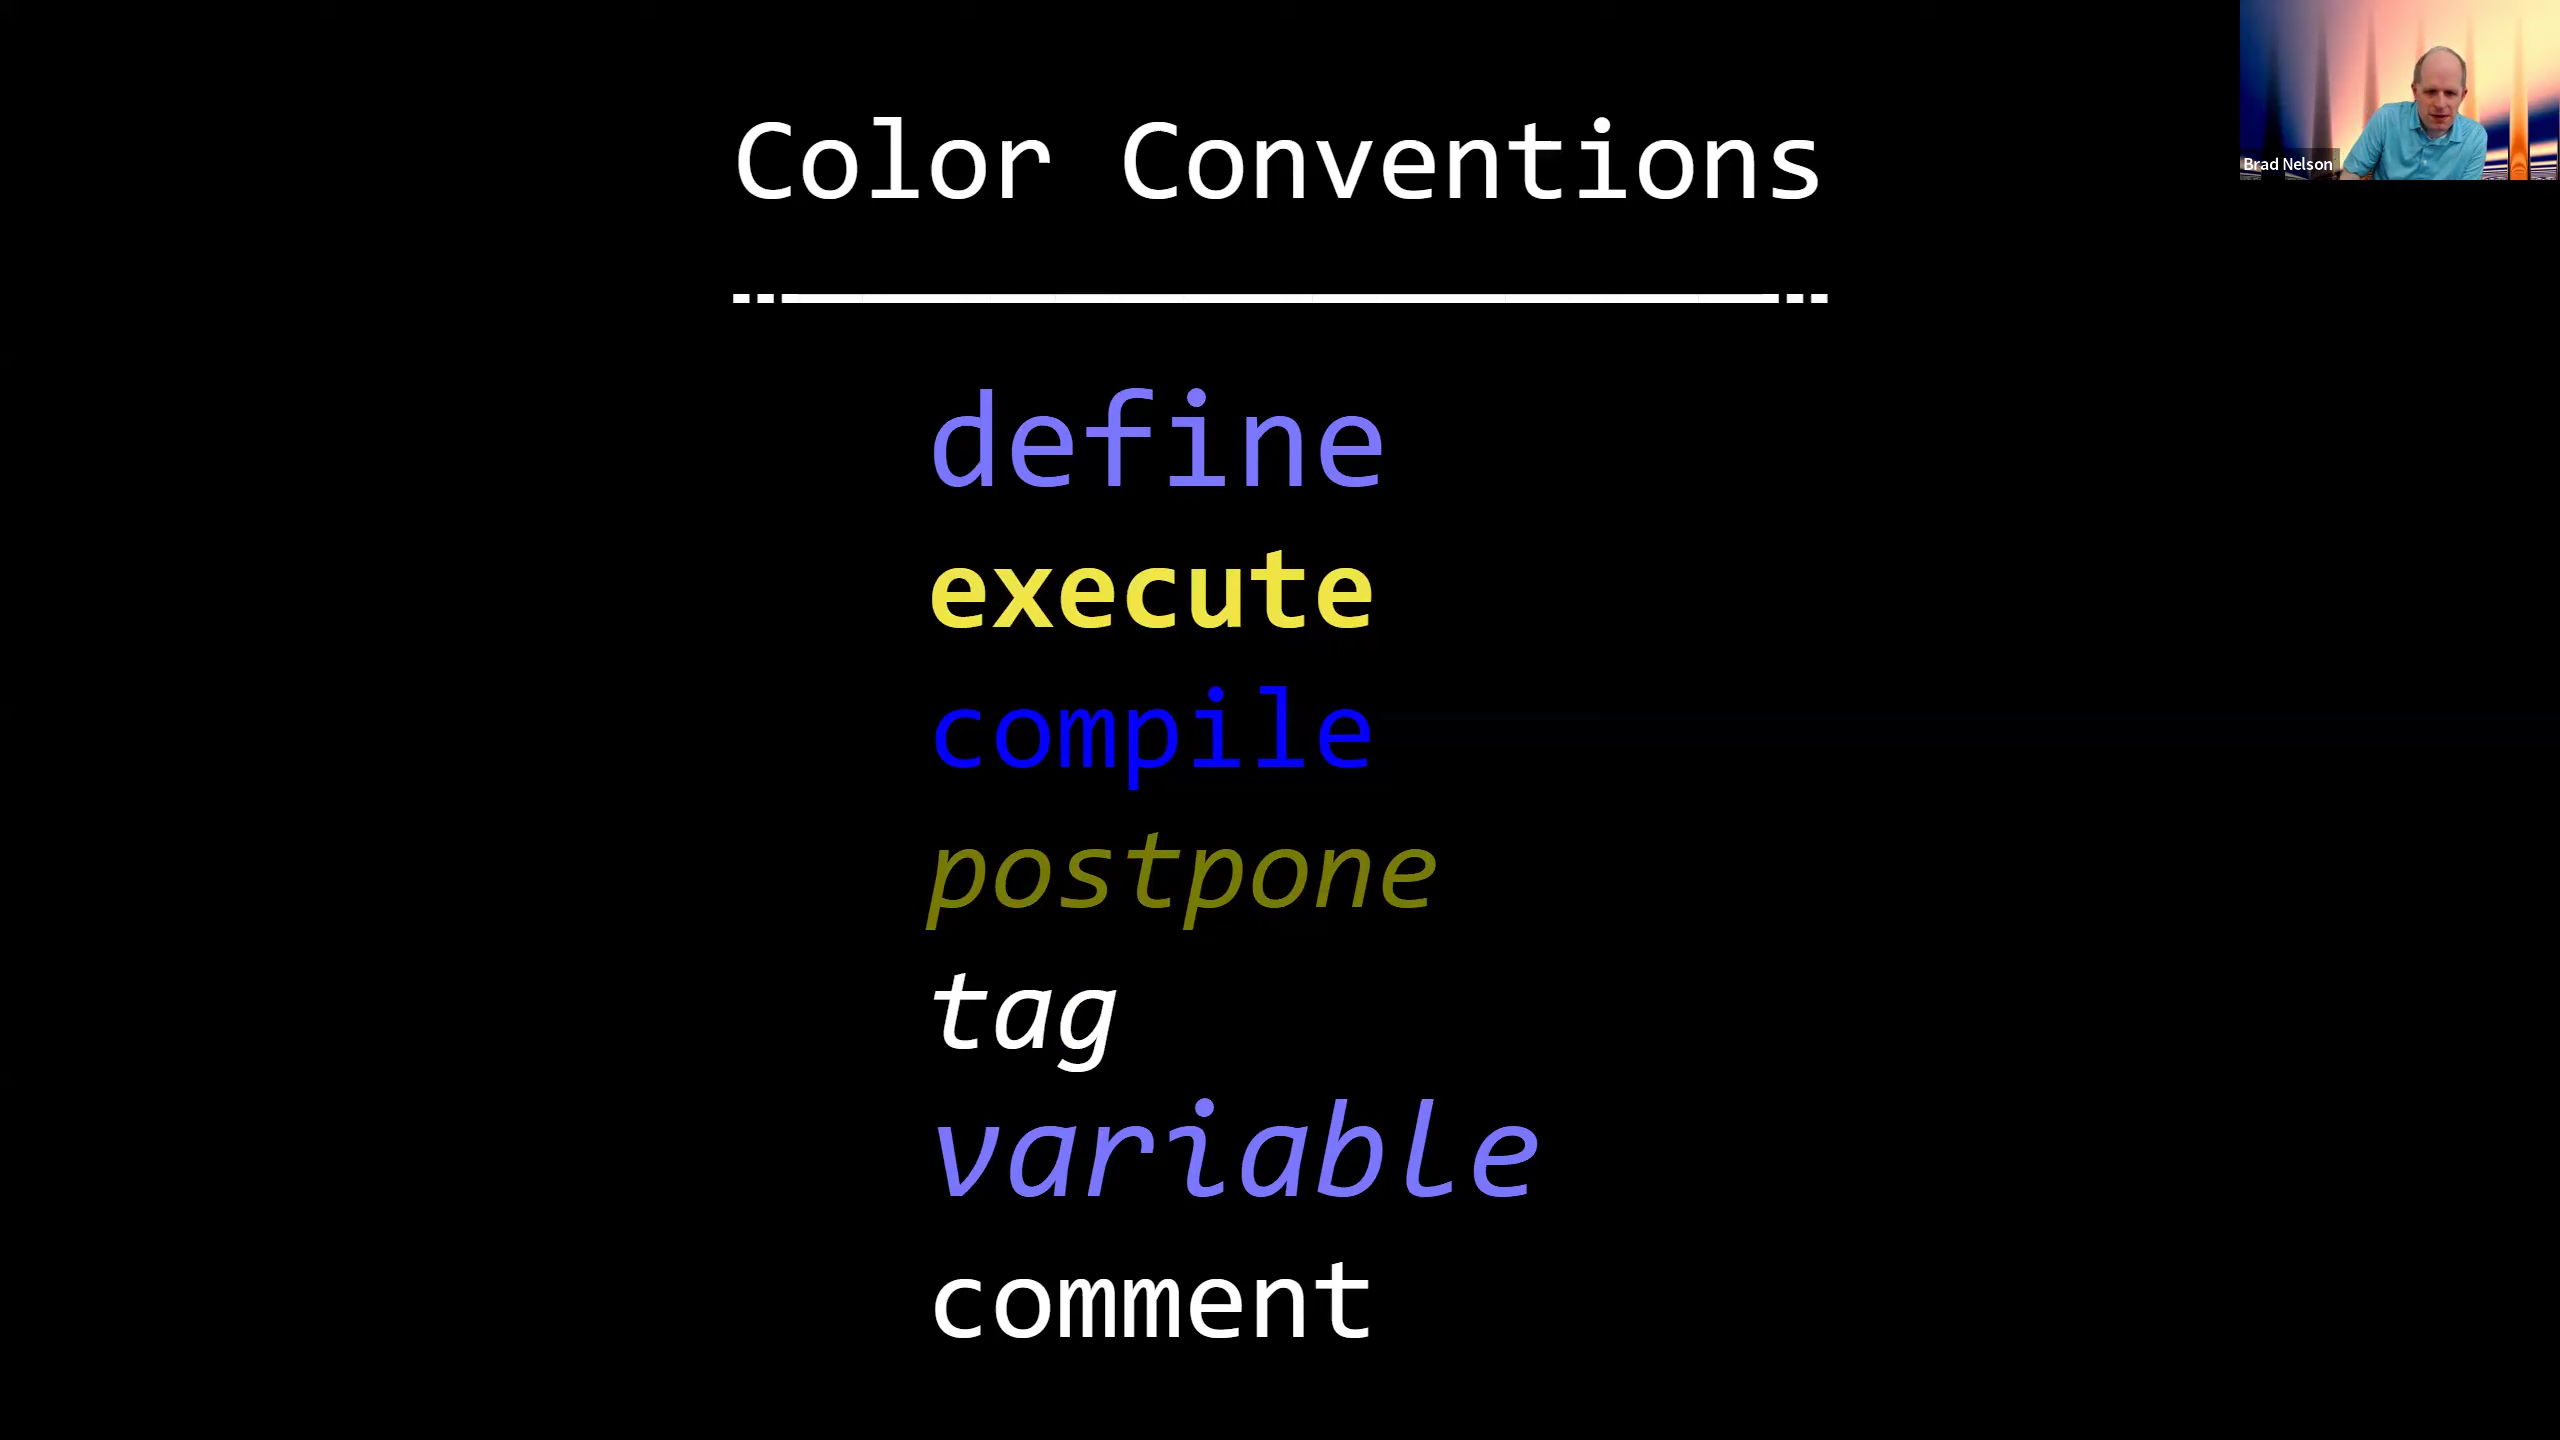 Color Conventions
define
execute
compile
postpone
tag
variable
comment
Brad Nelson